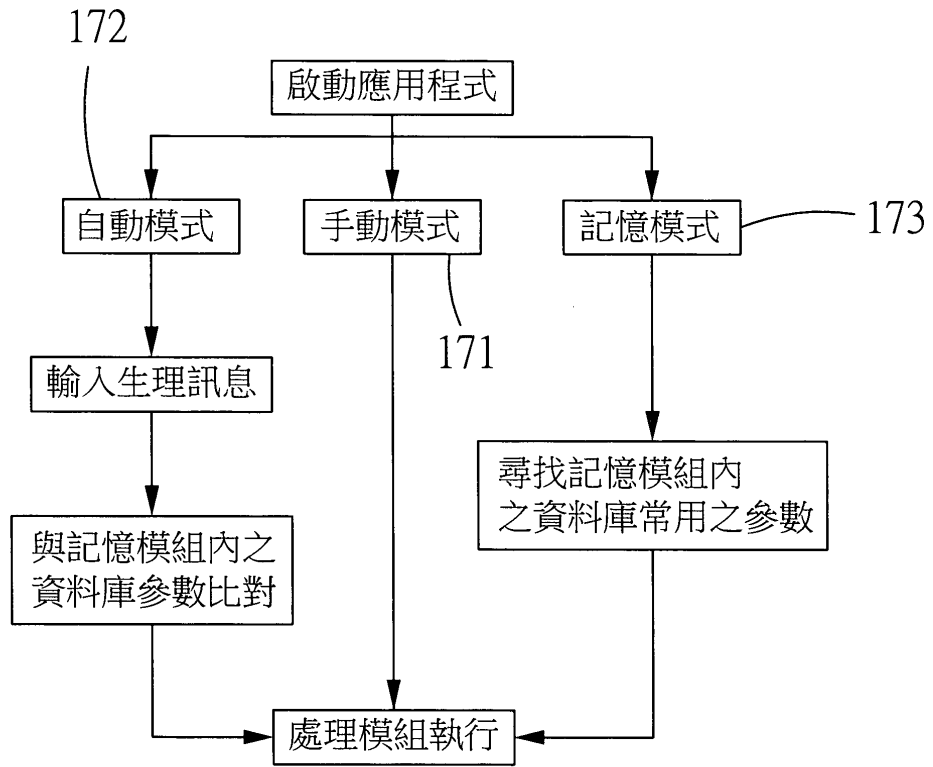 172
啟動應用程式
自動模式
手動模式
記憶模式
173
171
輸入生理訊息
尋找記憶模組內
之資料庫常用之參數
與記憶模組內之
資料庫參數比對
處理模組執行